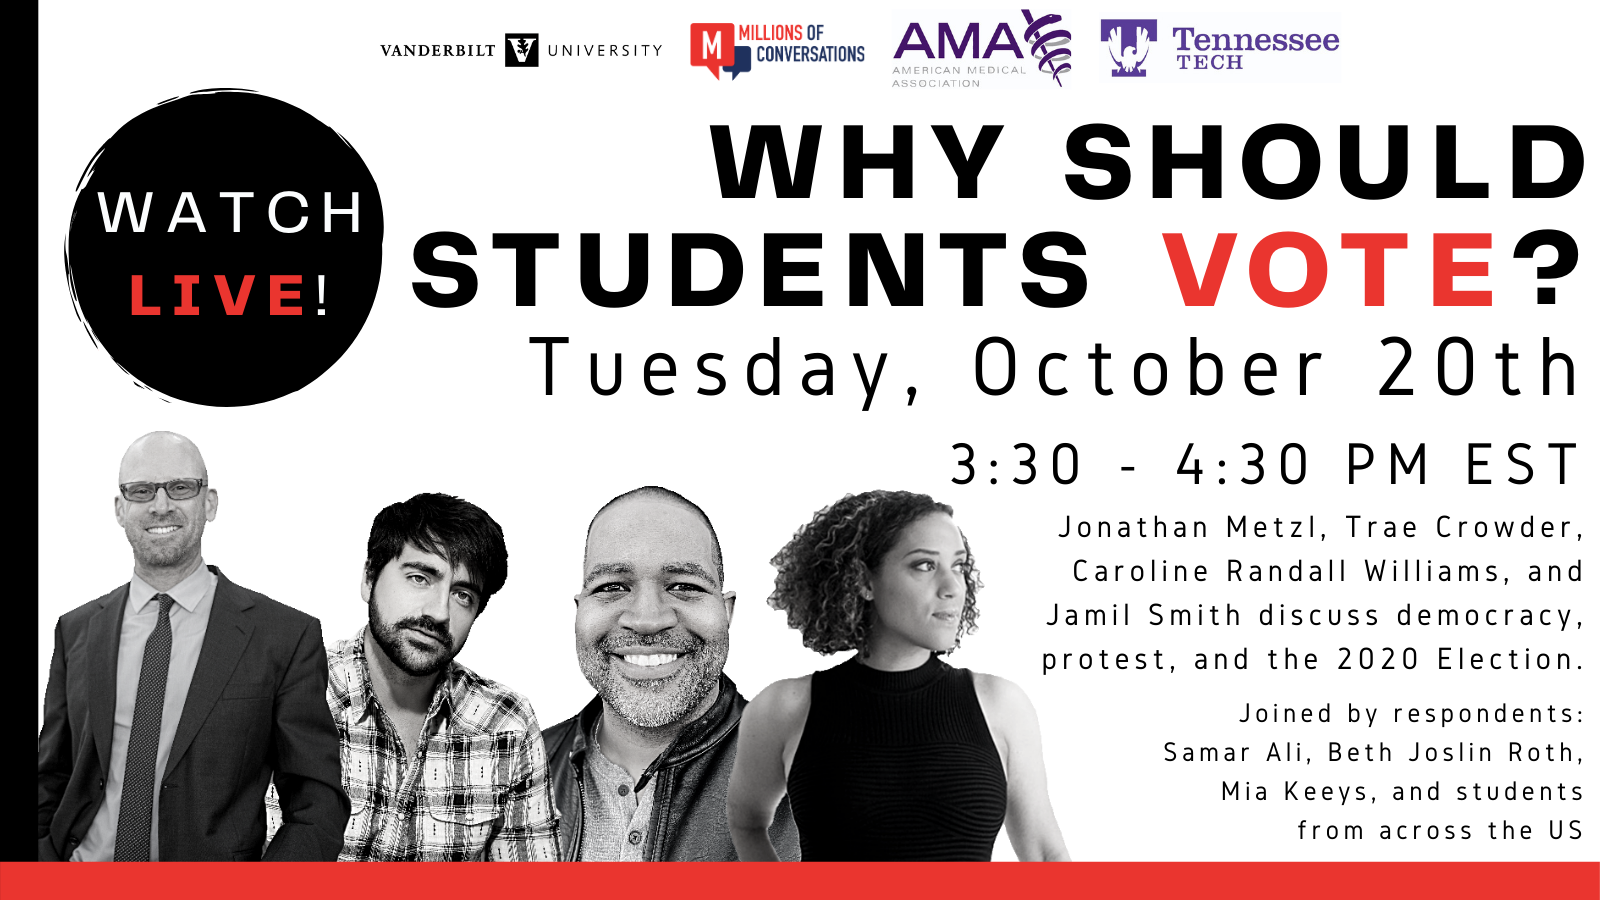 VANDERBILT V UNIVERSITY
M MILLIONS OF
CONVERSATIONS
AMA
AMERICAN MEDICAL
ASSOCIATION
Tennessee
TECH
WATCH
LIVE!
WHY SHOULD
STUDENTS VOTE?
Tuesday, October 20th
3:30 - 4:30 PM EST
Jonathan Metzl, Trae Crowder,
Caroline Randall Williams, and
Jamil Smith discuss democracy,
protest, and the 2020 Election.
Joined by respondents:
Samar Ali, Beth Joslin Roth,
Mia Keeys, and students
from across the US